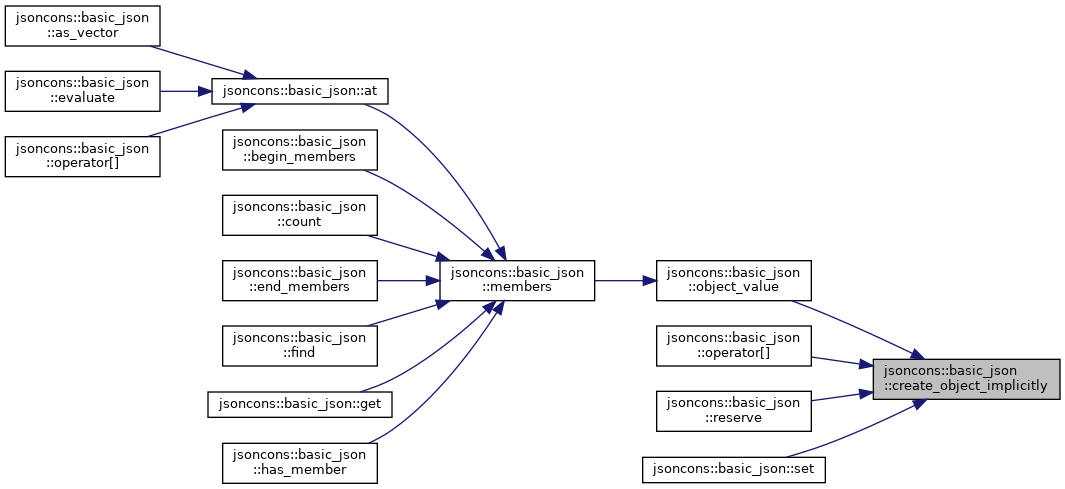 jsoncons::basic_json
::as_vector
jsoncons::basic_json
::evaluate
jsoncons::basic_json
::operator[]
jsoncons::basic_json::at
jsoncons::basic_json
::begin_members
jsoncons::basic_json
::count
jsoncons::basic_json
::end_members
jsoncons::basic_json
::find
jsoncons::basic_json::get
jsoncons::basic_json
::has_member
jsoncons::basic_json
::members
jsoncons::basic_json
::object_value
jsoncons::basic_json
::operator[]
jsoncons::basic_json
::reserve
jsoncons::basic_json::set
jsoncons::basic_json
::create_object_implicitly